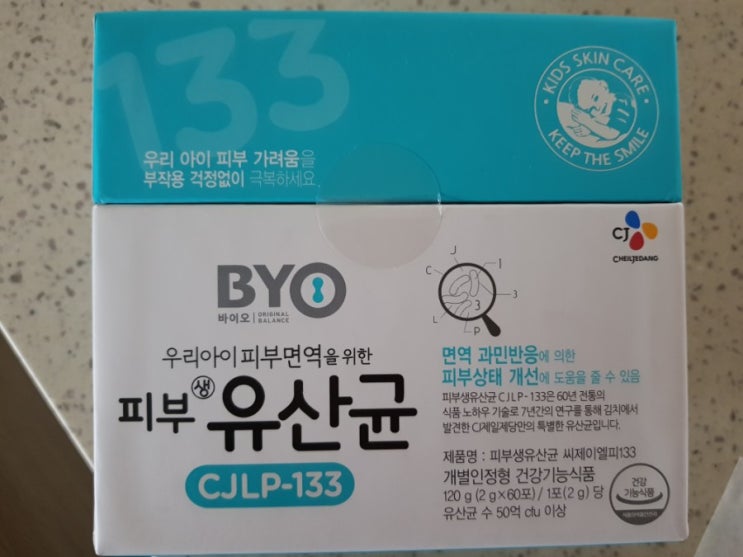 133
KIDS SKIN CARE
KEEP THE SMILE
우리 아이 피부 가려움을
부작용 걱정없이 극복하세요.
CJ
CHEILJEDANG
BYO
바이오 | ORIGINAL BALANCE
우리아이 피부면역을 위한
피부 생 유산균
CJLP-133
C
J
L
P
1
3
3
면역 과민반응에 의한
피부상태 개선에 도움을 줄 수 있음
피부생유산균 CJLP-133은 60년 전통의
식품 노하우 기술로 7년간의 연구를 통해 김치에서
발견한 CJ제일제당만의 특별한 유산균입니다.
제품명 : 피부생유산균 씨제이엘피133
개별인정형 건강기능식품
120 g (2 g×60포) / 1포(2 g) 당
유산균 수 50억 cfu 이상
건강
기능식품